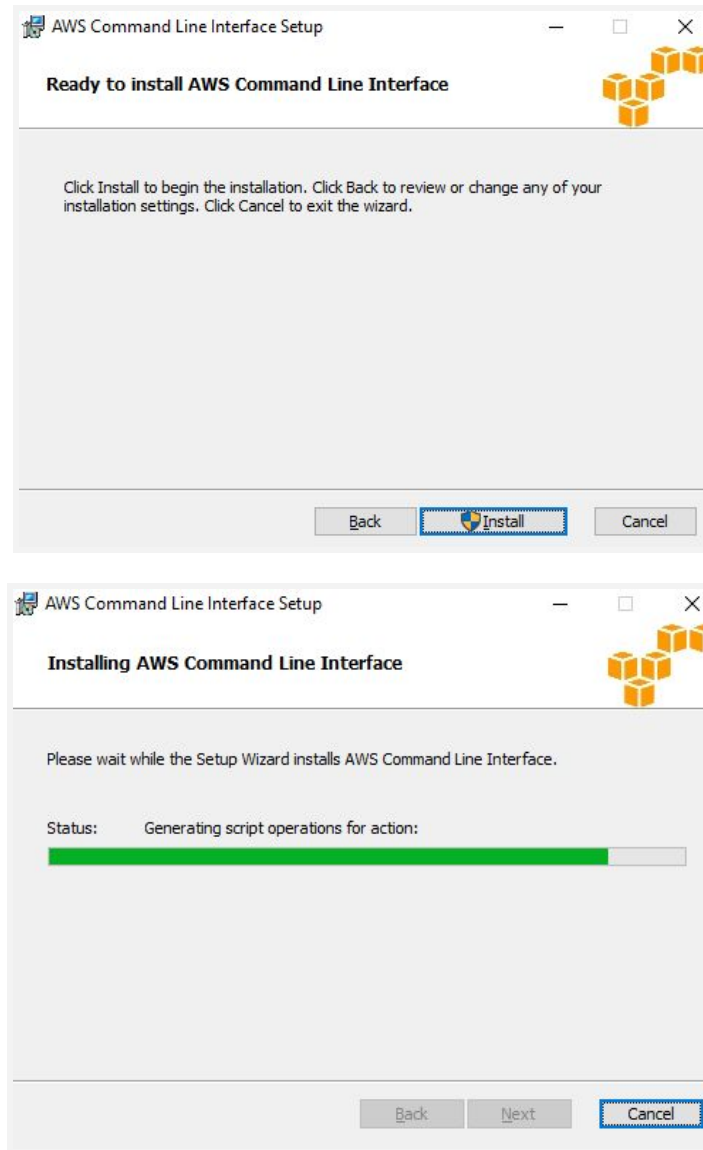 AWS Command Line Interface Setup
Ready to install AWS Command Line Interface
Click Install to begin the installation. Click Back to review or change any of your
installation settings. Click Cancel to exit the wizard.
Back Install Cancel
AWS Command Line Interface Setup
Installing AWS Command Line Interface
Please wait while the Setup Wizard installs AWS Command Line Interface.
Status: Generating script operations for action:
Back Next Cancel